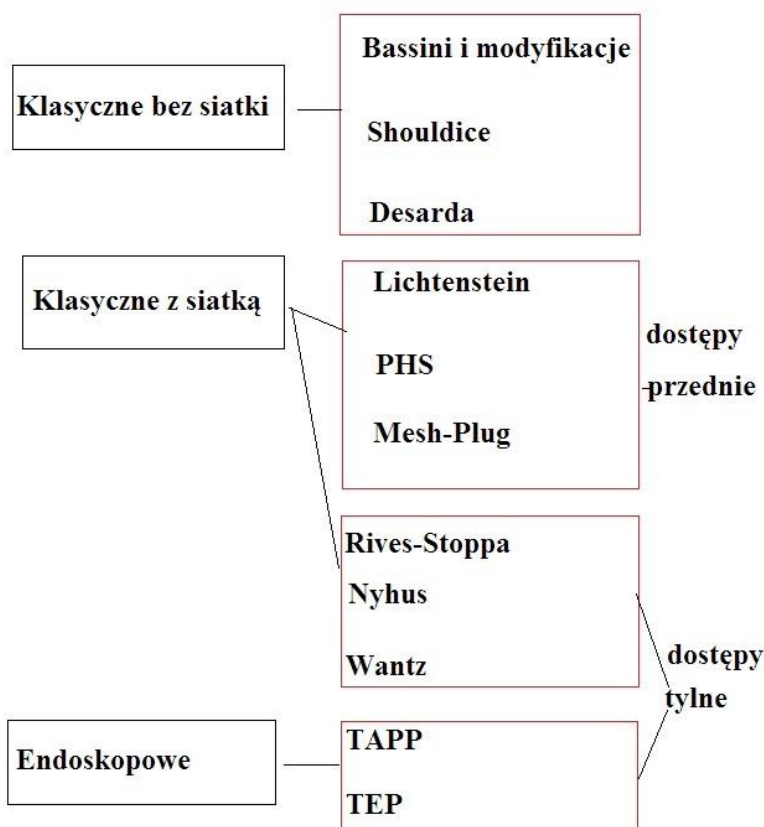 Klasyczne bez siatki
Bassini i modyfikacje
Shouldice
Desarda
Klasyczne z siatką
Lichtenstein
PHS
Mesh-Plug
dostępy
przednie
Rives-Stoppa
Nyhus
Wantz
dostępy
tylne
Endoskopowe
TAPP
TEP